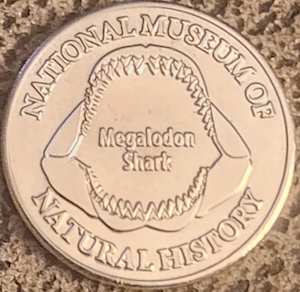 NATIONAL MUSEUM OF
Megalodon
Shark
NATURAL HISTORY